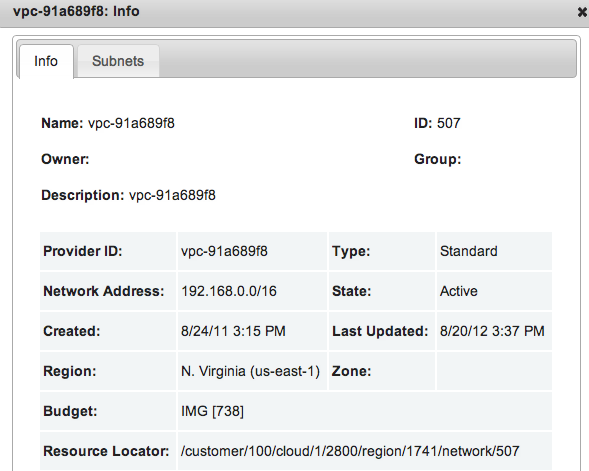 vpc-91a689f8: Info
Info Subnets
Name: vpc-91a689f8 ID: 507
Owner: Group:
Description: vpc-91a689f8
Provider ID: vpc-91a689f8 Type: Standard
Network Address: 192.168.0.0/16 State: Active
Created: 8/24/11 3:15 PM Last Updated: 8/20/12 3:37 PM
Region: N. Virginia (us-east-1) Zone:
Budget: IMG [738]
Resource Locator: /customer/100/cloud/1/2800/region/1741/network/507